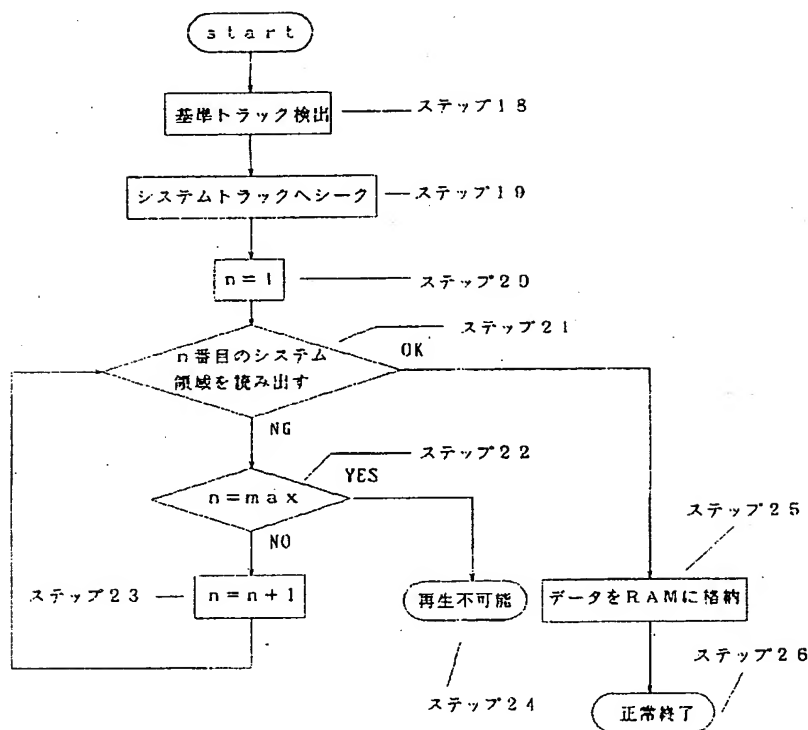 start
基準トラック検出
ステップ18
システムトラックへシーク
ステップ19
n=1
ステップ20
ステップ21
n番目のシステム
領域を読み出す
OK
NG
ステップ22
YES
n=max
NO
ステップ25
ステップ23
n=n+1
再生不可能
データをRAMに格納
ステップ24
ステップ26
正常終了